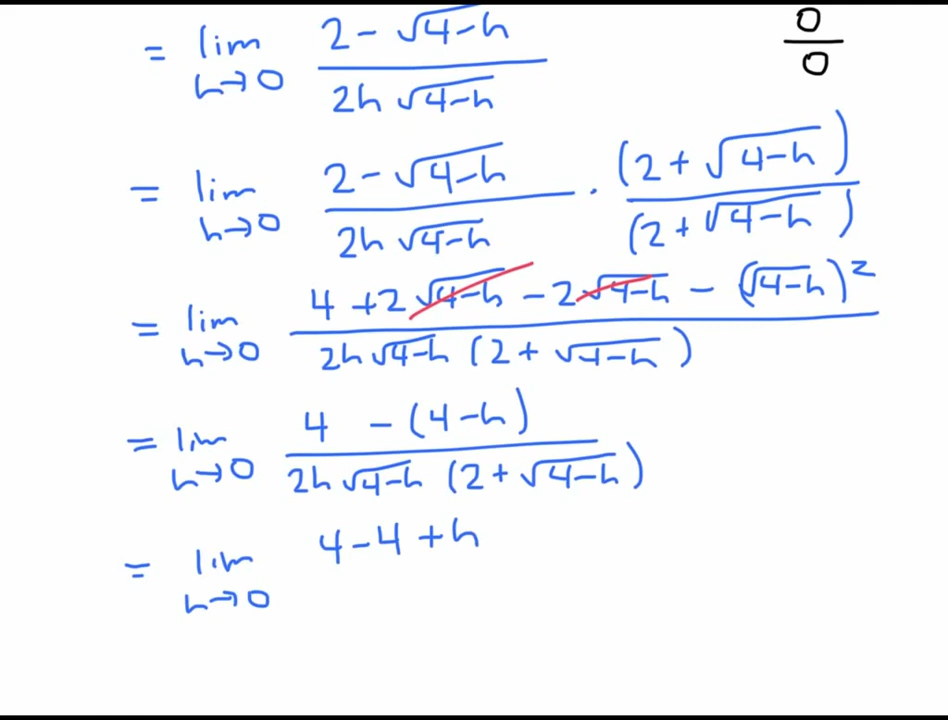 0/0
= lim h→0 (2 - √(4-h)) / (2h √(4-h))
= lim h→0 (2 - √(4-h)) / (2h √(4-h)) · (2 + √(4-h)) / (2 + √(4-h))
= lim h→0 (4 + 2√(4-h) - 2√(4-h) - (√(4-h))²) / (2h √(4-h) (2 + √(4-h)))
= lim h→0 (4 - (4-h)) / (2h √(4-h) (2 + √(4-h)))
= lim h→0 4 - 4 + h